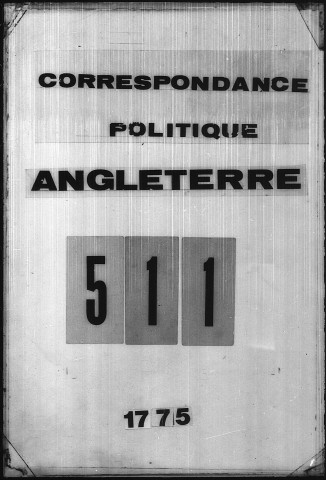 CORRESPONDANCE
POLITIQUE
ANGLETERRE
511
1775